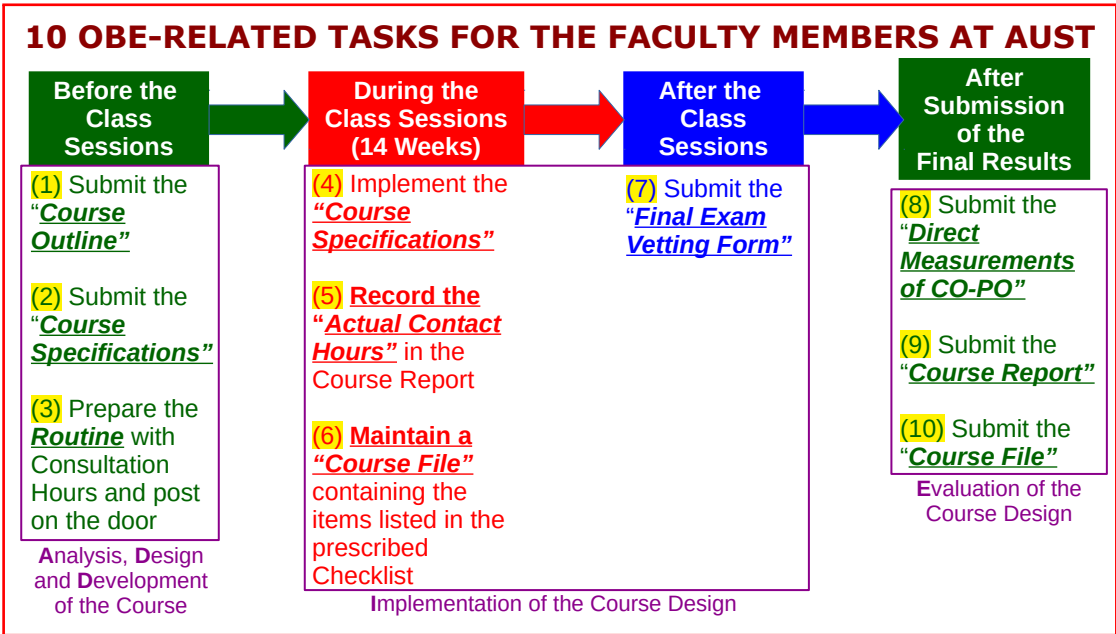 10 OBE-RELATED TASKS FOR THE FACULTY MEMBERS AT AUST
Before the
Class
Sessions
(1) Submit the
“Course
Outline”
(2) Submit the
“Course
Specifications”
(3) Prepare the
Routine with
Consultation
Hours and post
on the door
Analysis, Design
and Development
of the Course
During the
Class Sessions
(14 Weeks)
(4) Implement the
“Course
Specifications”
(5) Record the
“Actual Contact
Hours” in the
Course Report
(6) Maintain a
“Course File”
containing the
items listed in the
prescribed
Checklist
After the
Class
Sessions
(7) Submit the
“Final Exam
Vetting Form”
Implementation of the Course Design
After
Submission
of the
Final Results
(8) Submit the
“Direct
Measurements
of CO-PO”
(9) Submit the
“Course Report”
(10) Submit the
“Course File”
Evaluation of the
Course Design